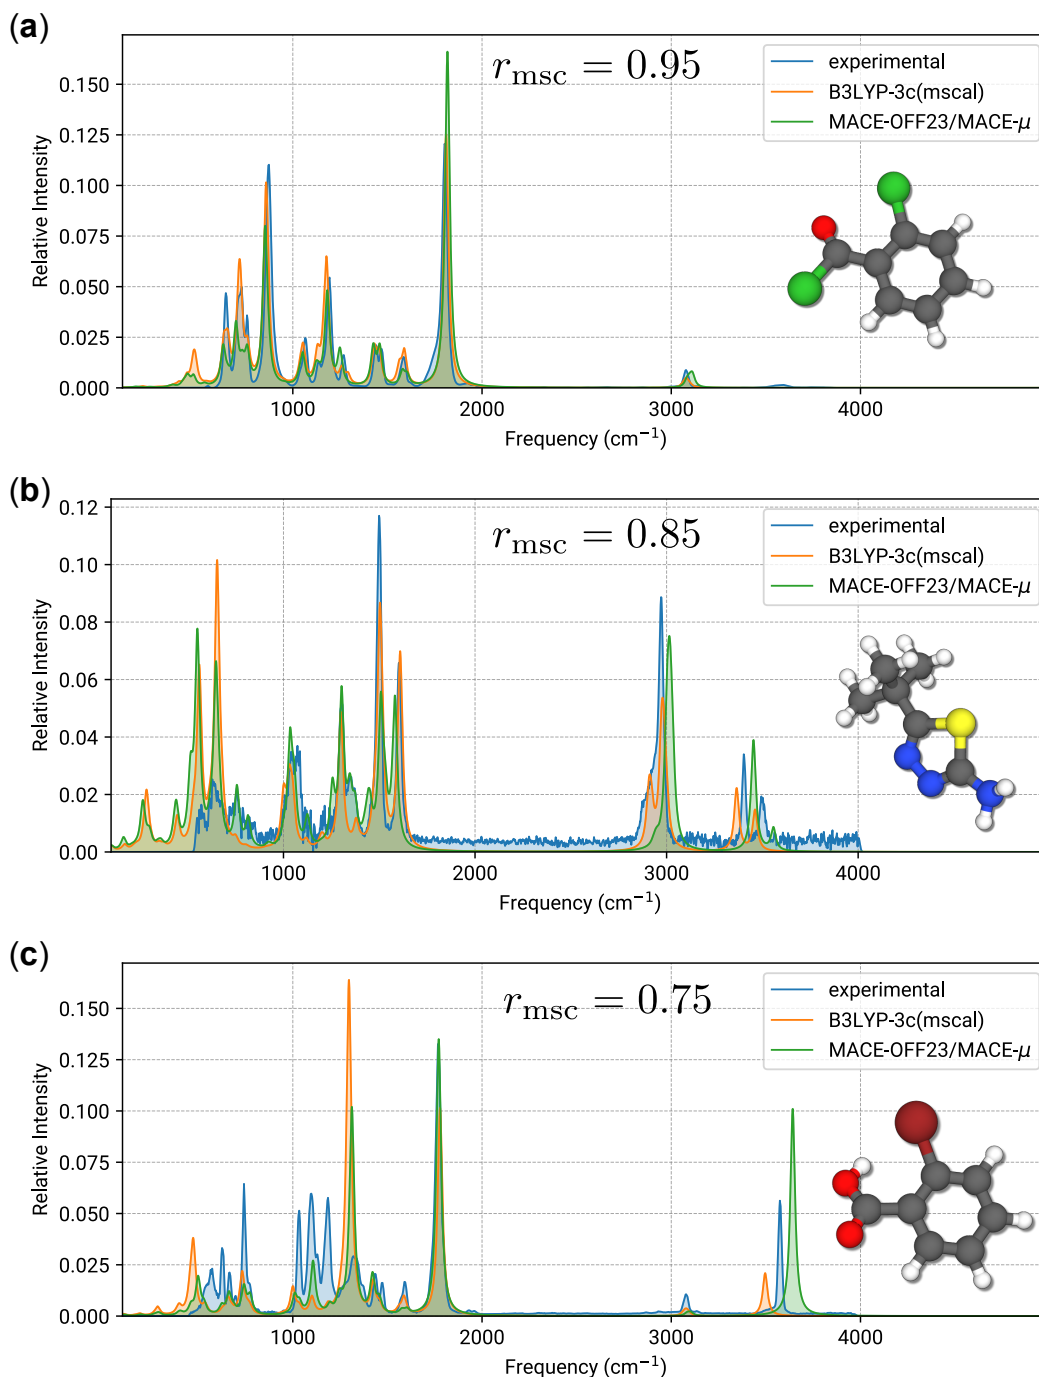 (a)
r_msc = 0.95
experimental
B3LYP-3c(mscal)
MACE-OFF23/MACE-μ
Relative Intensity
0.150
0.125
0.100
0.075
0.050
0.025
0.000
1000 2000 3000 4000
Frequency (cm⁻¹)
(b)
r_msc = 0.85
experimental
B3LYP-3c(mscal)
MACE-OFF23/MACE-μ
Relative Intensity
0.12
0.10
0.08
0.06
0.04
0.02
0.00
1000 2000 3000 4000
Frequency (cm⁻¹)
(c)
r_msc = 0.75
experimental
B3LYP-3c(mscal)
MACE-OFF23/MACE-μ
Relative Intensity
0.150
0.125
0.100
0.075
0.050
0.025
0.000
1000 2000 3000 4000
Frequency (cm⁻¹)